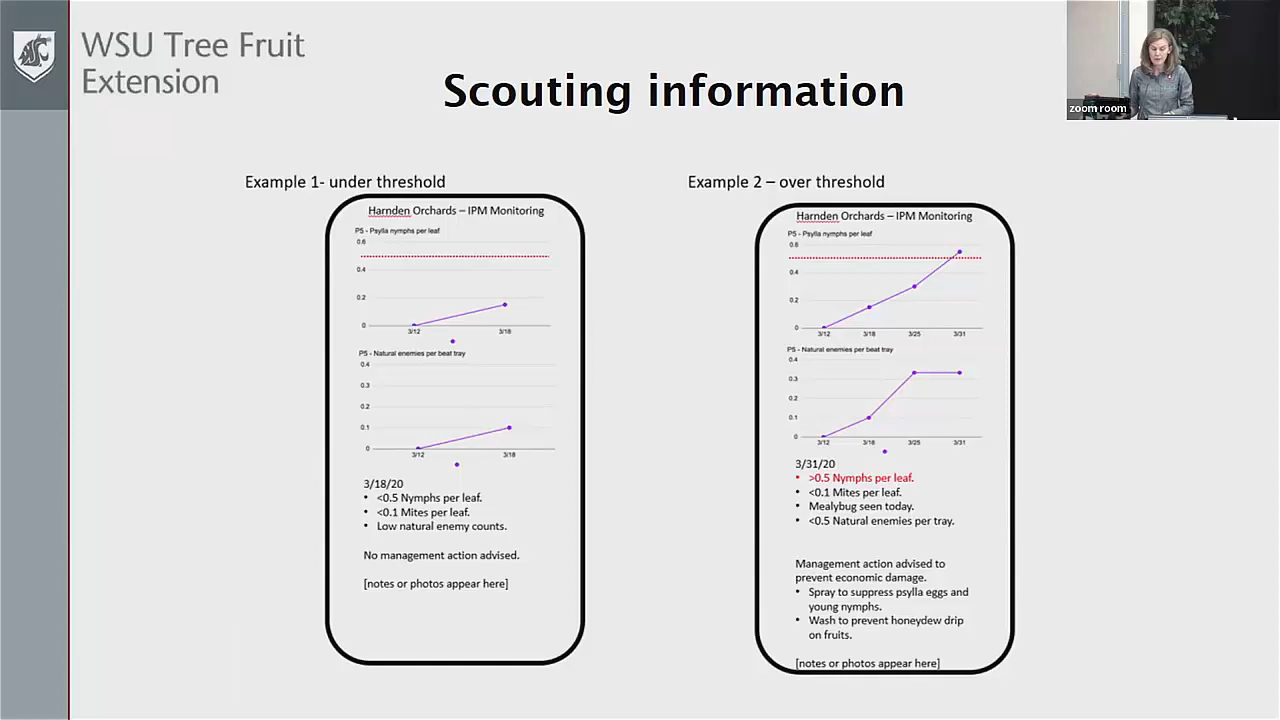 WSU Tree Fruit
Extension
Scouting information
zoom room
Example 1- under threshold
Harnden Orchards – IPM Monitoring
P5 - Psylla nymphs per leaf
0.6
0.4
0.2
0
3/12 3/18
P5 - Natural enemies per beat tray
0.4
0.3
0.2
0.1
0
3/12 3/18
3/18/20
• <0.5 Nymphs per leaf.
• <0.1 Mites per leaf.
• Low natural enemy counts.
No management action advised.
[notes or photos appear here]
Example 2 – over threshold
Harnden Orchards – IPM Monitoring
P5 - Psylla nymphs per leaf
0.6
0.4
0.2
0
3/12 3/18 3/25 3/31
P5 - Natural enemies per beat tray
0.4
0.3
0.2
0.1
0
3/12 3/18 3/25 3/31
3/31/20
• >0.5 Nymphs per leaf.
• <0.1 Mites per leaf.
• Mealybug seen today.
• <0.5 Natural enemies per tray.
Management action advised to
prevent economic damage.
• Spray to suppress psylla eggs and
young nymphs.
• Wash to prevent honeydew drip
on fruits.
[notes or photos appear here]